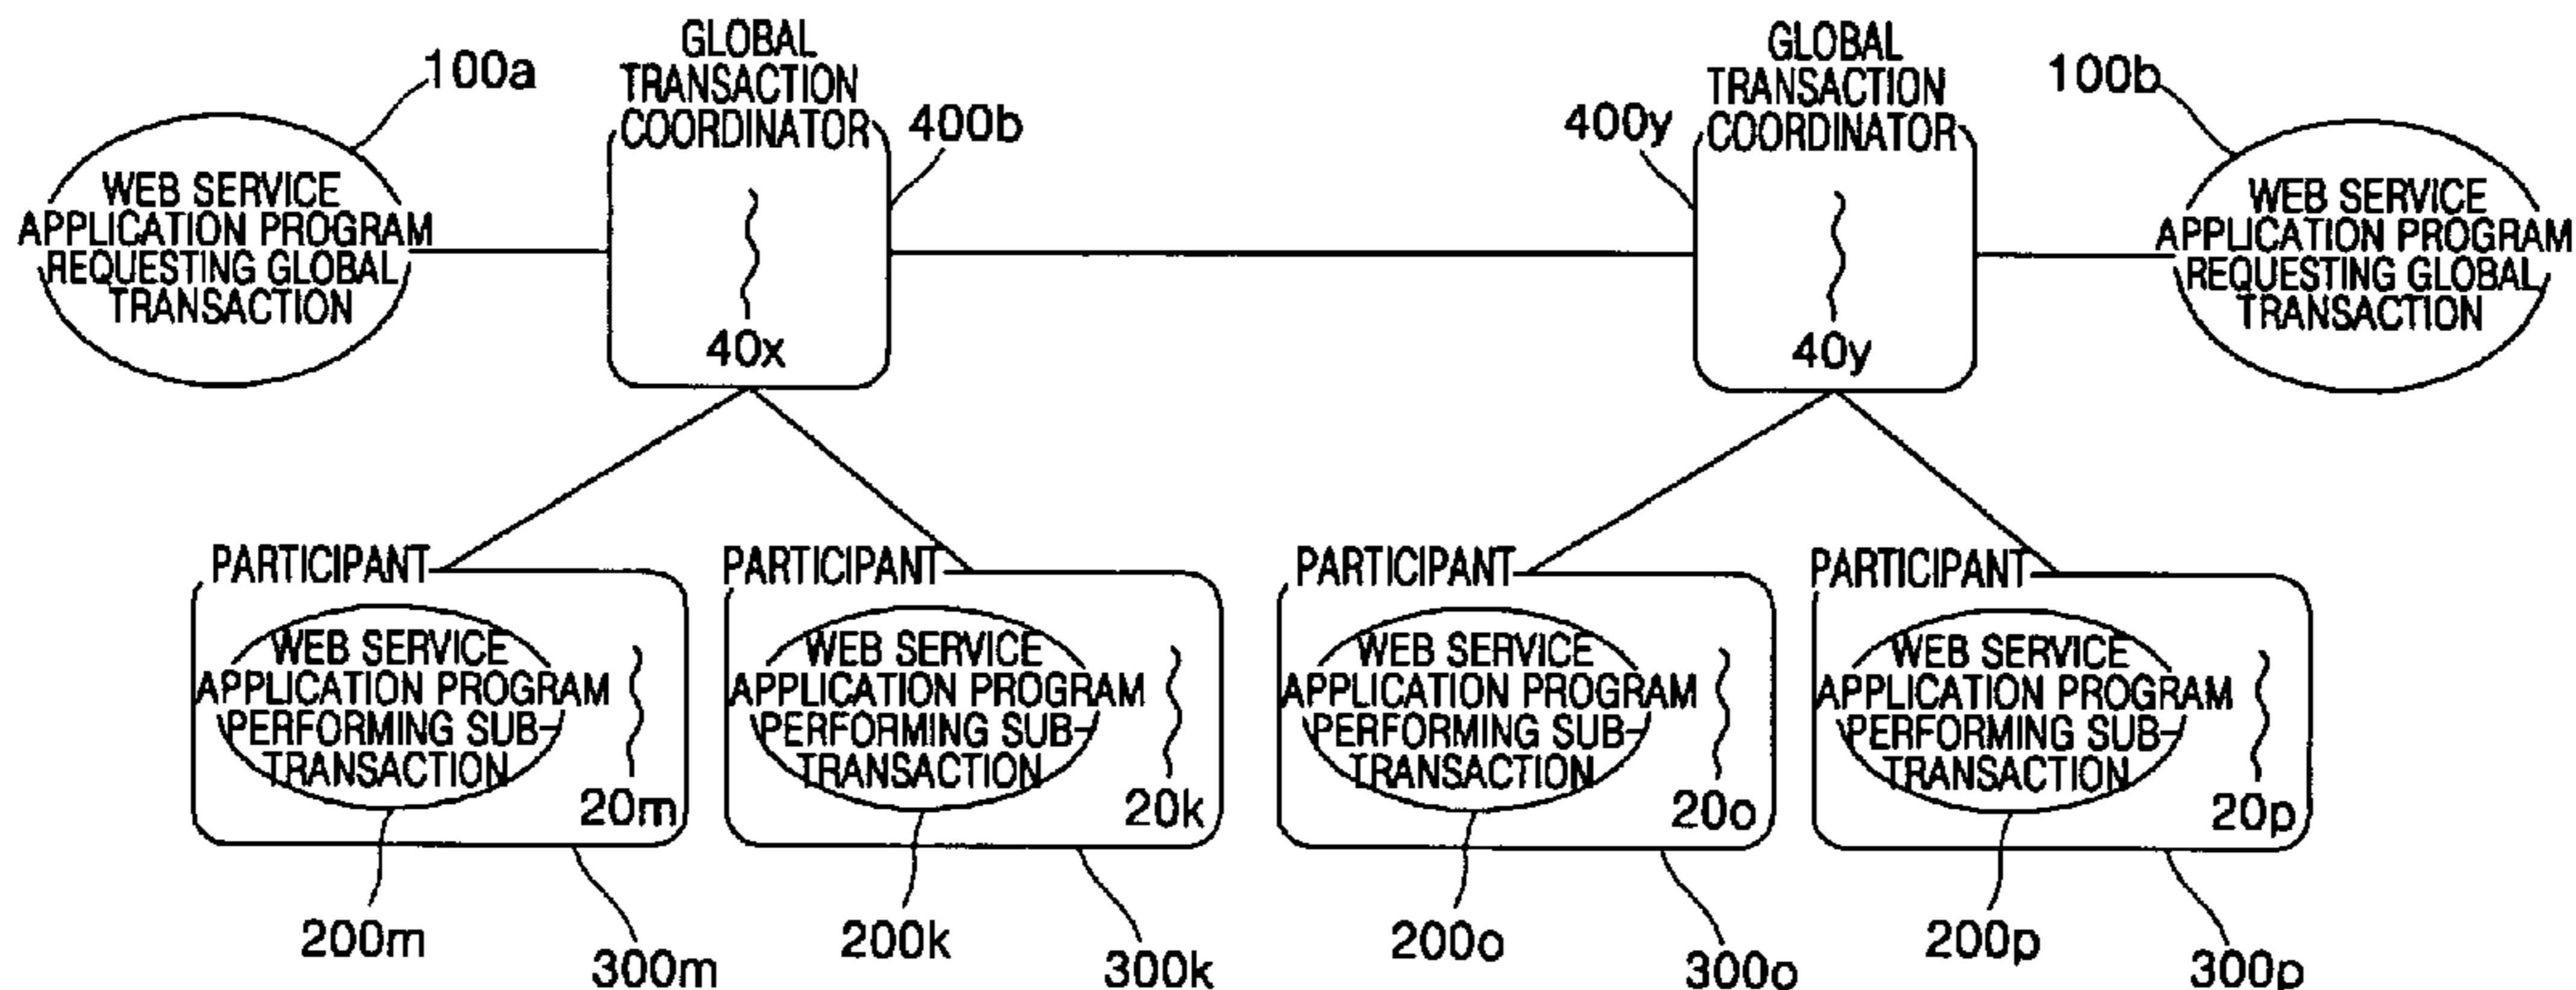 100a
GLOBAL
TRANSACTION
COORDINATOR
400b
WEB SERVICE
APPLICATION PROGRAM
REQUESTING GLOBAL
TRANSACTION
40x
GLOBAL
TRANSACTION
COORDINATOR
400y
40y
100b
WEB SERVICE
APPLICATION PROGRAM
REQUESTING GLOBAL
TRANSACTION
PARTICIPANT
WEB SERVICE
APPLICATION PROGRAM
PERFORMING SUB-
TRANSACTION
20m
200m
300m
PARTICIPANT
WEB SERVICE
APPLICATION PROGRAM
PERFORMING SUB-
TRANSACTION
20k
200k
300k
PARTICIPANT
WEB SERVICE
APPLICATION PROGRAM
PERFORMING SUB-
TRANSACTION
20o
200o
300o
PARTICIPANT
WEB SERVICE
APPLICATION PROGRAM
PERFORMING SUB-
TRANSACTION
20p
200p
300p